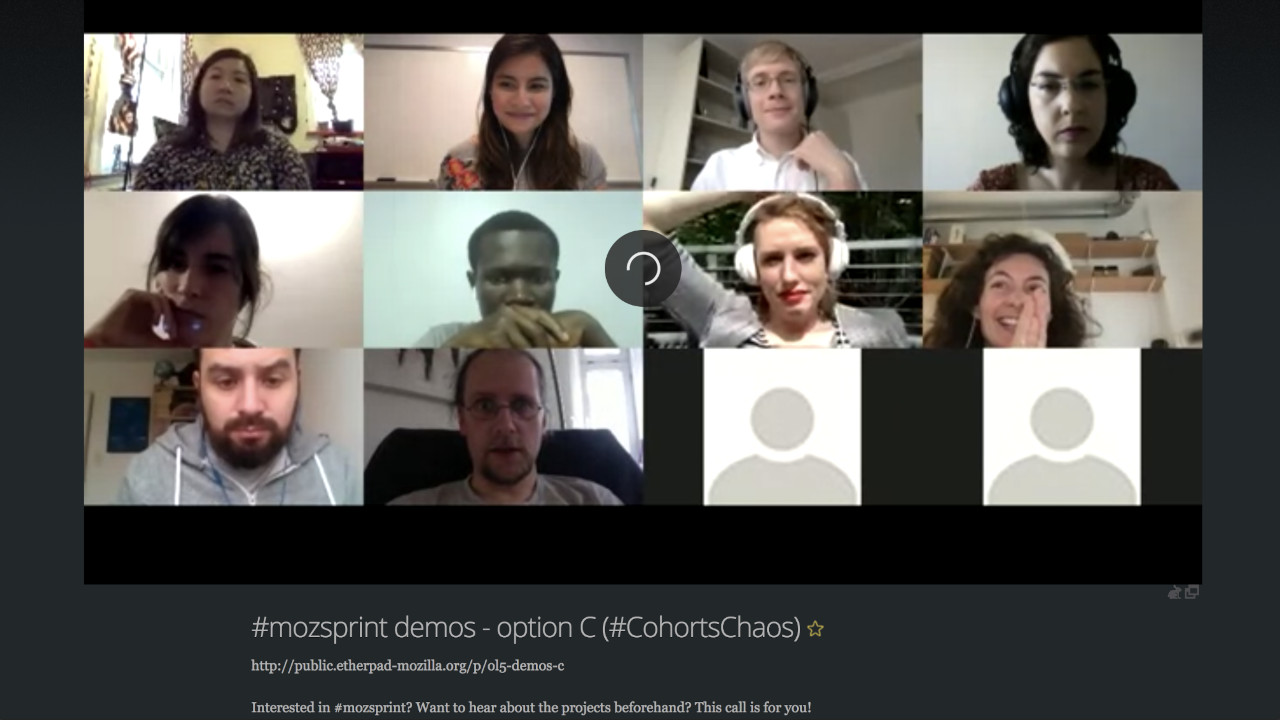 #mozsprint demos - option C (#CohortsChaos)
http://public.etherpad-mozilla.org/p/ol5-demos-c
Interested in #mozsprint? Want to hear about the projects beforehand? This call is for you!